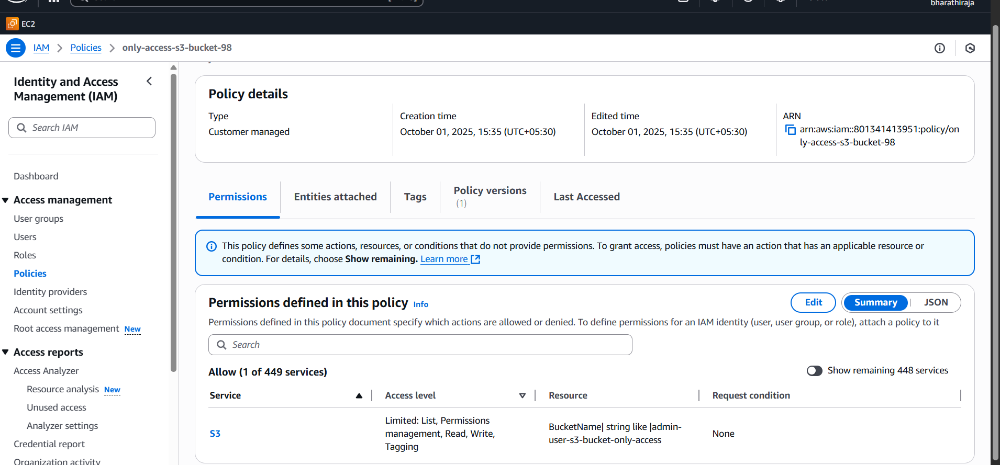 bharathiraja
EC2
IAM > Policies > only-access-s3-bucket-98
Identity and Access
Management (IAM)
Search IAM
Dashboard
Access management
User groups
Users
Roles
Policies
Identity providers
Account settings
Root access management New
Access reports
Access Analyzer
Resource analysis New
Unused access
Analyzer settings
Credential report
Organization activity
Policy details
Type
Customer managed
Creation time
October 01, 2025, 15:35 (UTC+05:30)
Edited time
October 01, 2025, 15:35 (UTC+05:30)
ARN
arn:aws:iam::801341413951:policy/on
ly-access-s3-bucket-98
Permissions
Entities attached
Tags
Policy versions
(1)
Last Accessed
This policy defines some actions, resources, or conditions that do not provide permissions. To grant access, policies must have an action that has an applicable resource or
condition. For details, choose Show remaining. Learn more
Permissions defined in this policy Info
Edit
Summary
JSON
Permissions defined in this policy document specify which actions are allowed or denied. To define permissions for an IAM identity (user, user group, or role), attach a policy to it
Search
Allow (1 of 449 services)
Show remaining 448 services
Service
Access level
Resource
Request condition
S3
Limited: List, Permissions
management, Read, Write,
Tagging
BucketName| string like |admin-
user-s3-bucket-only-access
None